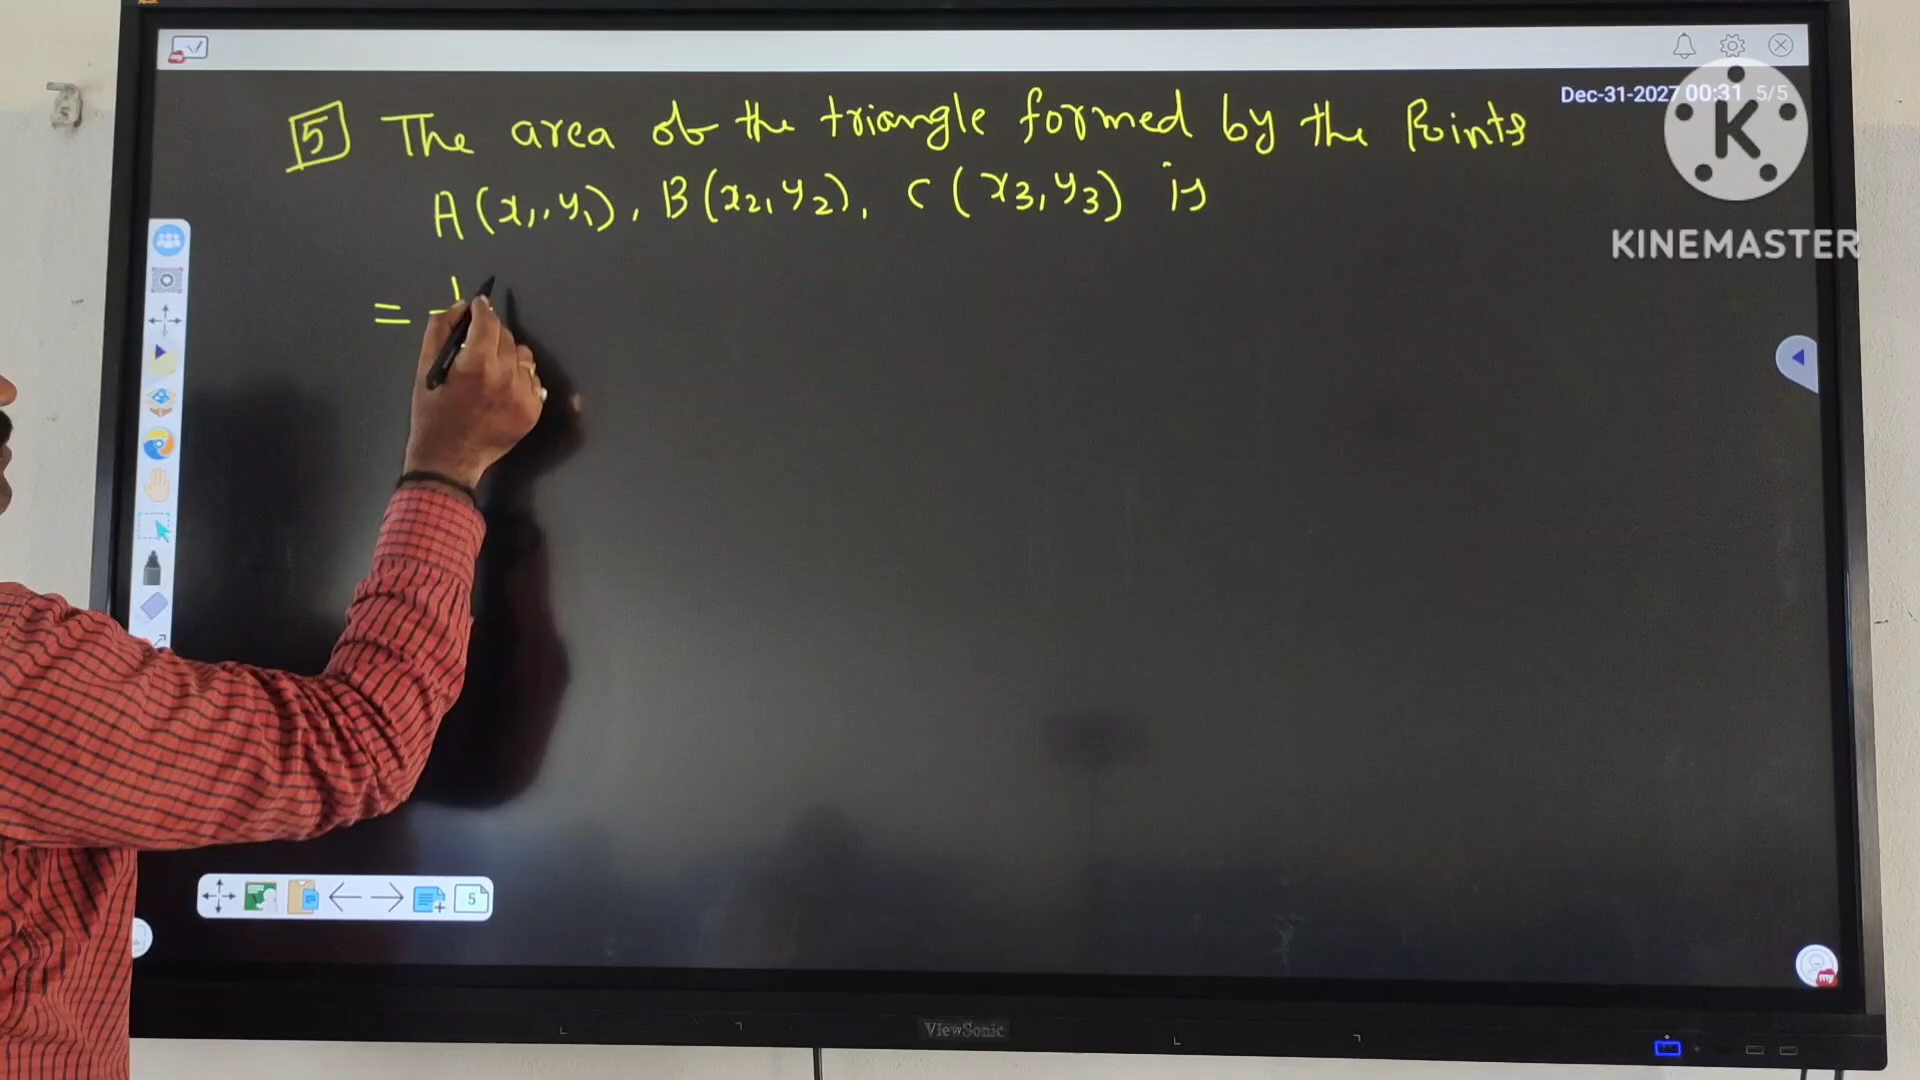 Dec-31-2027 00:31 5/5
5 The area of the triangle formed by the Points
A(x1, y1), B(x2, y2), C(x3, y3) is
KINEMASTER
= 1
5
ViewSonic